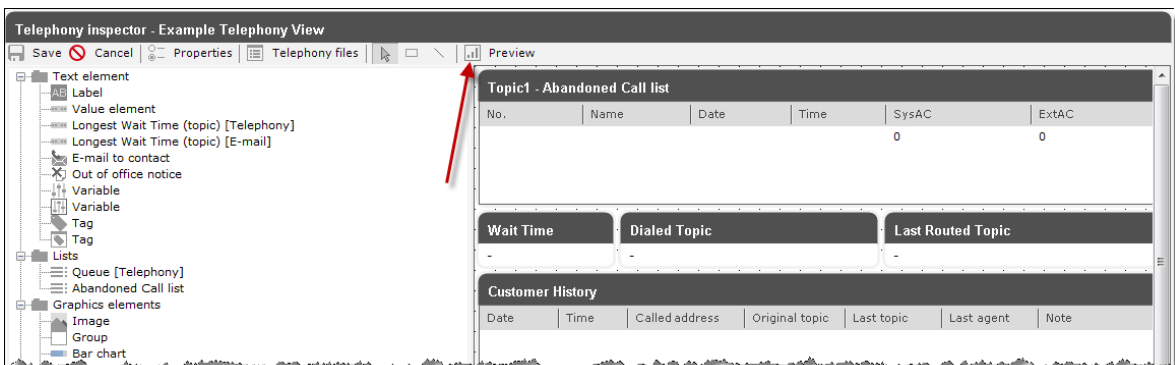 Telephony inspector - Example Telephony View
Save Cancel Properties Telephony files Preview
Text element
AB Label
Value element
Longest Wait Time (topic) [Telephony]
Longest Wait Time (topic) [E-mail]
E-mail to contact
Out of office notice
Variable
Variable
Tag
Tag
Lists
Queue [Telephony]
Abandoned Call list
Graphics elements
Image
Group
Bar chart
Topic1 - Abandoned Call list
No. Name Date Time SysAC ExtAC
0 0
Wait Time Dialed Topic Last Routed Topic
- - -
Customer History
Date Time Called address Original topic Last topic Last agent Note